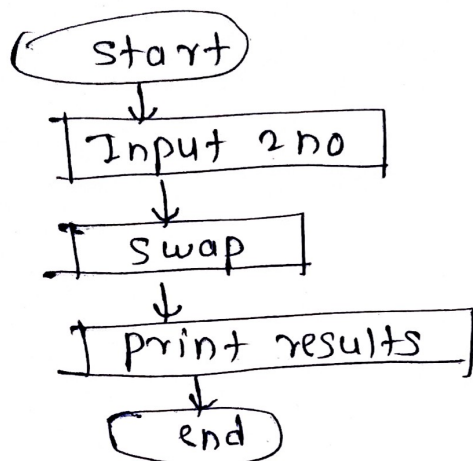 start
Input 2no
swap
print results
end